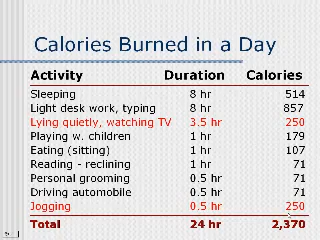 Calories Burned in a Day
Activity Duration Calories
Sleeping 8 hr 514
Light desk work, typing 8 hr 857
Lying quietly, watching TV 3.5 hr 250
Playing w. children 1 hr 179
Eating (sitting) 1 hr 107
Reading - reclining 1 hr 71
Personal grooming 0.5 hr 71
Driving automobile 0.5 hr 71
Jogging 0.5 hr 250
Total 24 hr 2,370